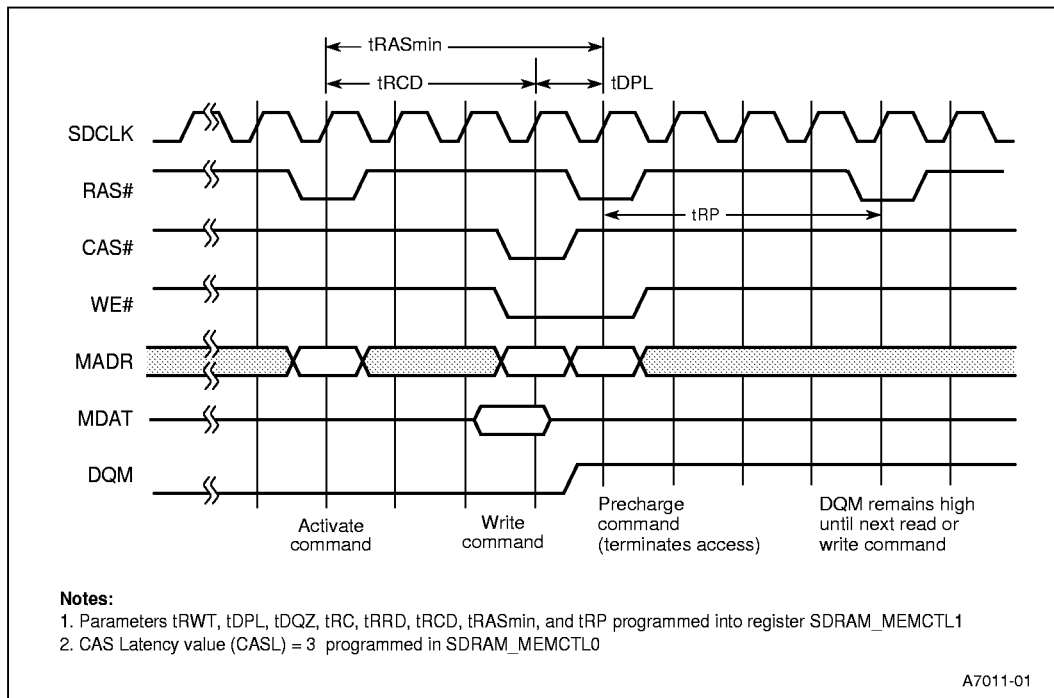 tRASmin
tRCD
tDPL
SDCLK
RAS#
tRP
CAS#
WE#
MADR
MDAT
DQM
Activate
command
Write
command
Precharge
command
(terminates access)
DQM remains high
until next read or
write command
Notes:
1. Parameters tRWT, tDPL, tDQZ, tRC, tRRD, tRCD, tRASmin, and tRP programmed into register SDRAM_MEMCTL1
2. CAS Latency value (CASL) = 3 programmed in SDRAM_MEMCTL0
A7011-01